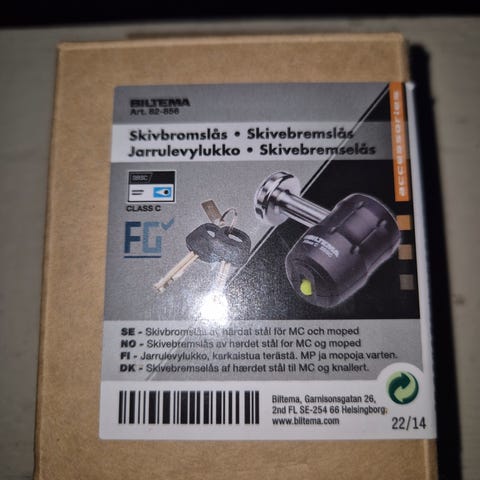 BILTEMA
Art. 82-856
Skivbromslås • Skivebremslås
Jarrulevylukko • Skivebremselås
accessories
SBSC
CLASS C
FG
BILTEMA
SE - Skivbromslås av härdat stål för MC och moped
NO - Skivebremslås av herdet stål for MC og moped
FI - Jarrulevylukko, karkaistua terästä. MP ja mopoja varten.
DK - Skivebremselås af hærdet stål til MC og knallert.
Biltema, Garnisonsgatan 26,
2nd FL SE-254 66 Helsingborg.
www.biltema.com
22/14